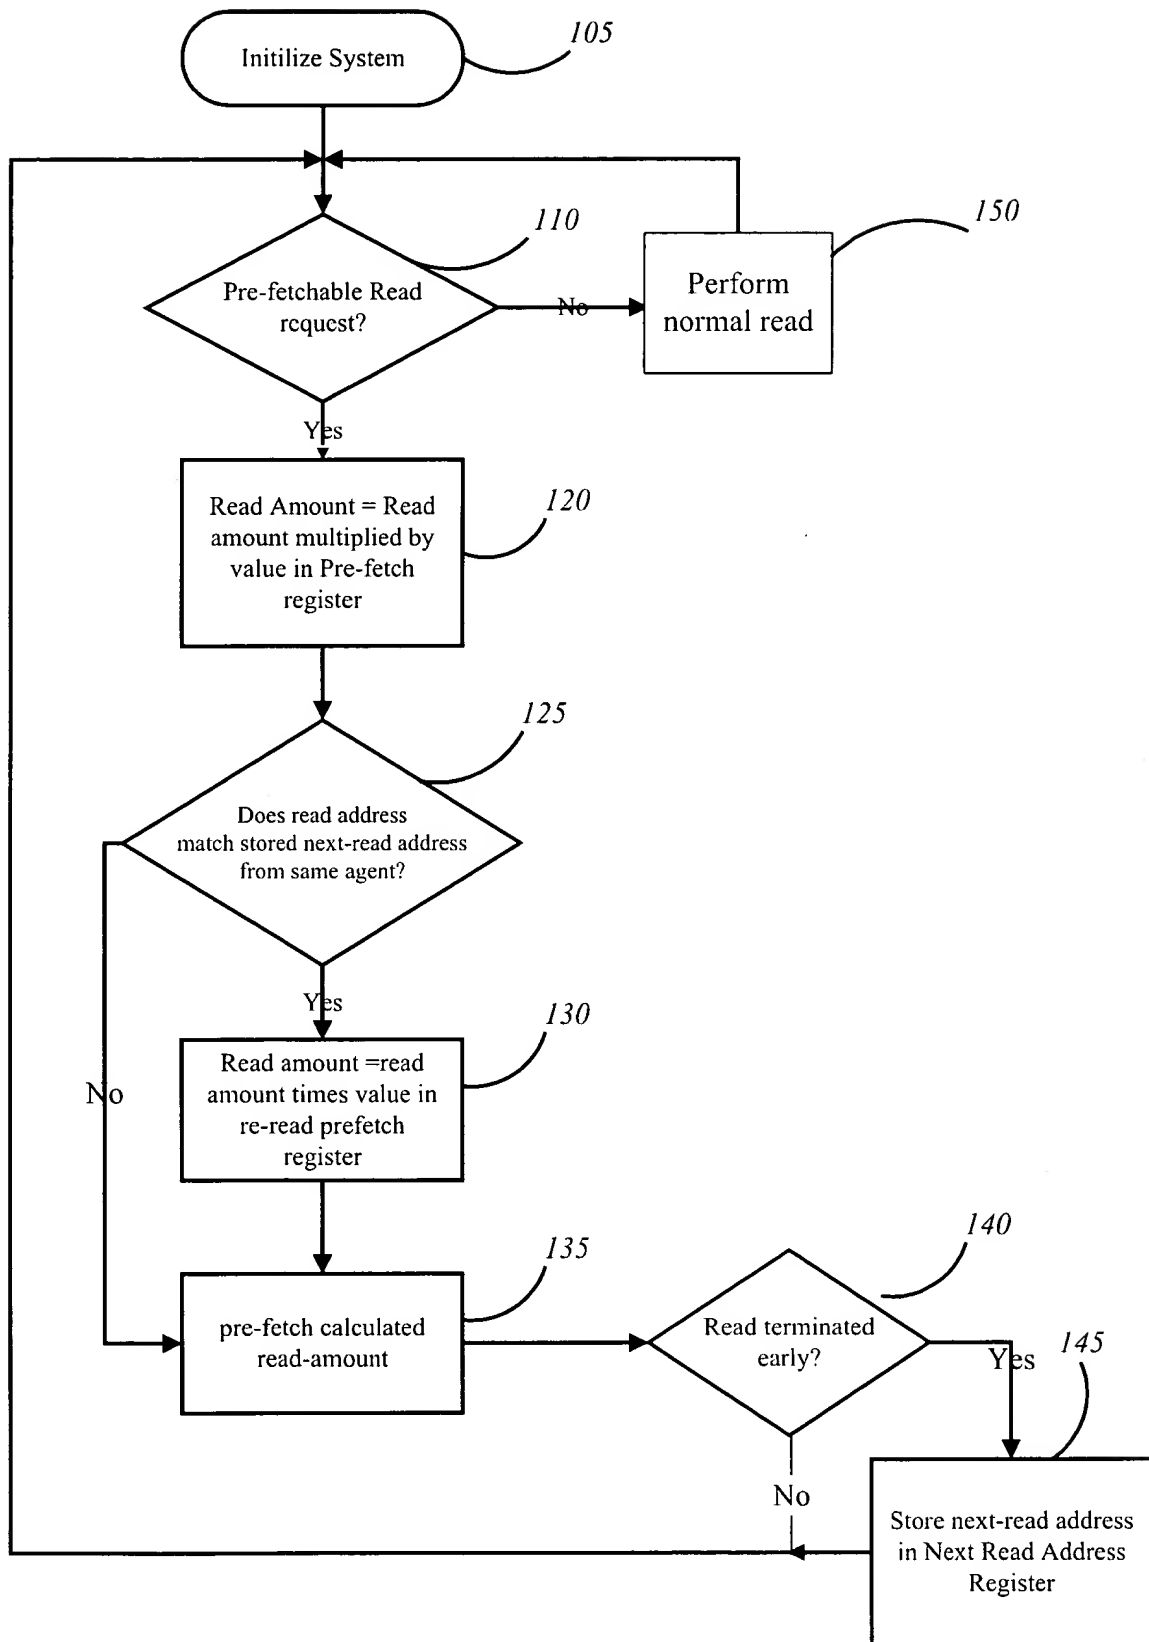 Initilize System
105
110
Pre-fetchable Read
request?
No
150
Perform
normal read
Yes
Read Amount = Read
amount multiplied by
value in Pre-fetch
register
120
125
Does read address
match stored next-read address
from same agent?
Yes
No
130
Read amount =read
amount times value in
re-read prefetch
register
135
pre-fetch calculated
read-amount
140
Read terminated
early?
Yes
145
No
Store next-read address
in Next Read Address
Register